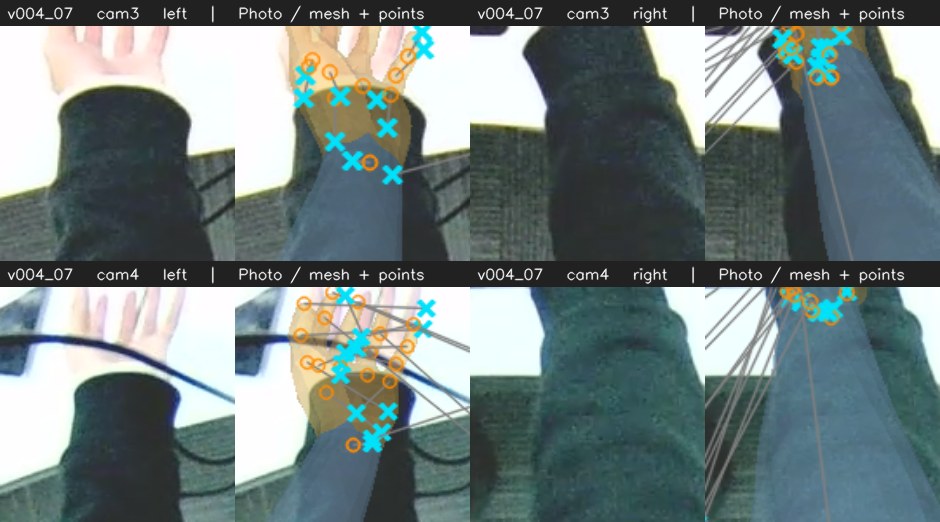 v004_07 cam3 left | Photo / mesh + points
v004_07 cam3 right | Photo / mesh + points
v004_07 cam4 left | Photo / mesh + points
v004_07 cam4 right | Photo / mesh + points